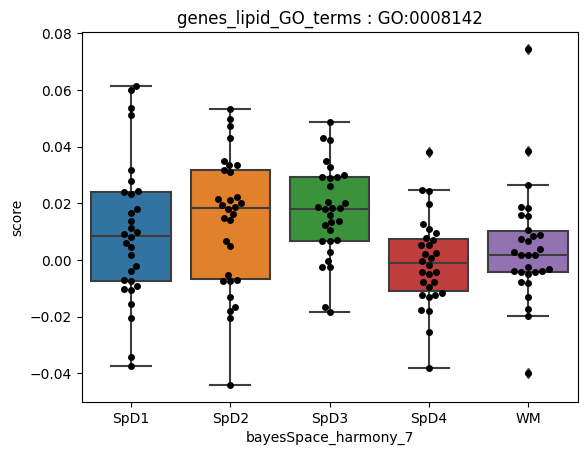 genes_lipid_GO_terms : GO:0008142
0.08
0.06
0.04
0.02
0.00
−0.02
−0.04
score
SpD1 SpD2 SpD3 SpD4 WM
bayesSpace_harmony_7